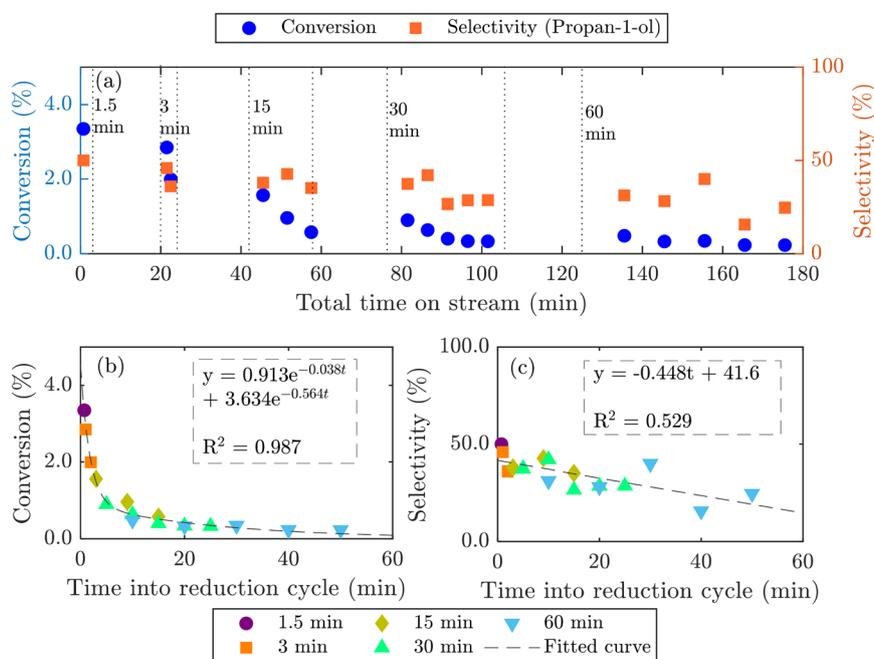 Conversion Selectivity (Propan-1-ol)
(a)
Conversion (%)
0.0 2.0 4.0
1.5 min
3 min
15 min
30 min
60 min
Selectivity (%)
0 50 100
0 20 40 60 80 100 120 140 160 180
Total time on stream (min)
(b)
Conversion (%)
0.0 2.0 4.0
y = 0.913e^-0.038t
+ 3.634e^-0.564t
R² = 0.987
0 20 40 60
Time into reduction cycle (min)
(c)
Selectivity (%)
0.0 50.0 100.0
y = -0.448t + 41.6
R² = 0.529
0 20 40 60
Time into reduction cycle (min)
1.5 min 15 min 60 min
3 min 30 min Fitted curve